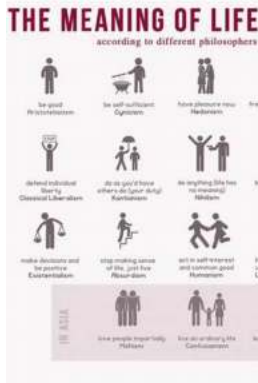 THE MEANING OF LIFE
according to different philosophers
be good
Aristotelianism
be self-sufficient
Cynicism
have pleasure now
Hedonism
defend individual
liberty
Classical Liberalism
do as you'd have
others do (your duty)
Kantianism
do anything (life has
no meaning)
Nihilism
make decisions and
be positive
Existentialism
stop making sense
of life, just live
Absurdism
act in self-interest
and common good
Humanism
IN ASIA
love people impartially
Mohism
live an ordinary life
Confucianism